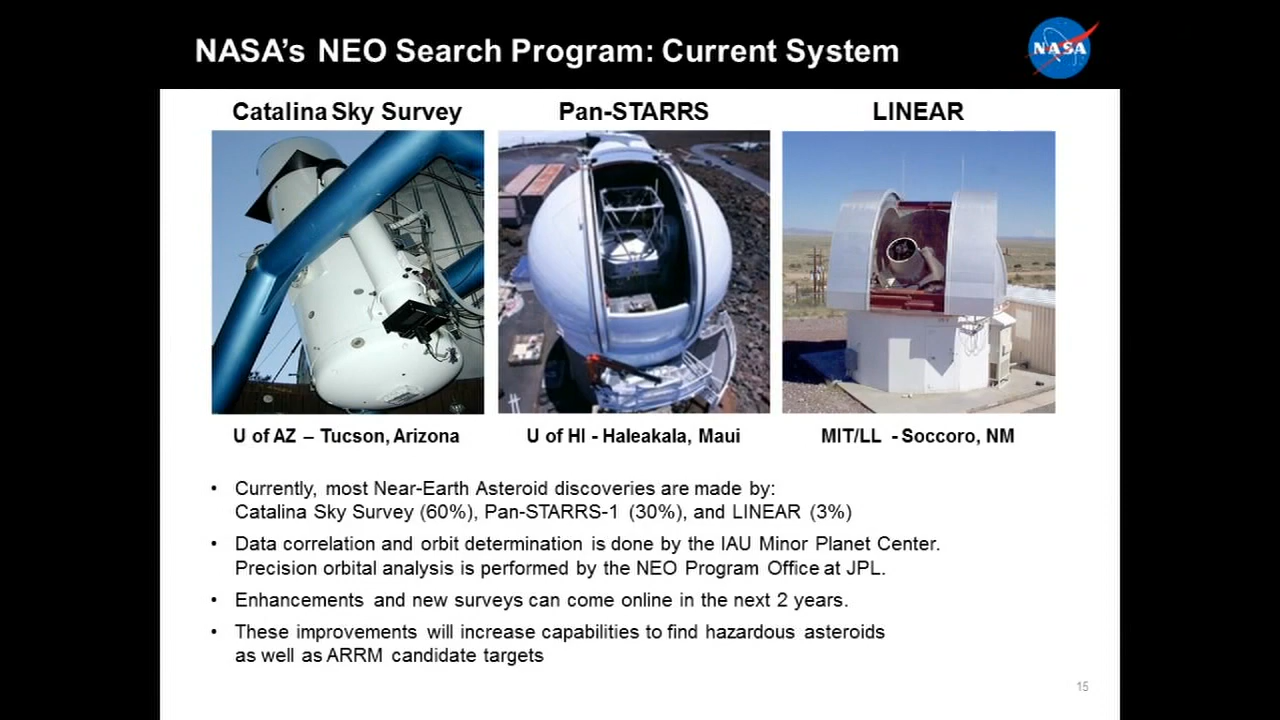 NASA's NEO Search Program: Current System
NASA
Catalina Sky Survey
Pan-STARRS
LINEAR
U of AZ – Tucson, Arizona
U of HI - Haleakala, Maui
MIT/LL - Soccoro, NM
• Currently, most Near-Earth Asteroid discoveries are made by:
Catalina Sky Survey (60%), Pan-STARRS-1 (30%), and LINEAR (3%)
• Data correlation and orbit determination is done by the IAU Minor Planet Center.
Precision orbital analysis is performed by the NEO Program Office at JPL.
• Enhancements and new surveys can come online in the next 2 years.
• These improvements will increase capabilities to find hazardous asteroids
as well as ARRM candidate targets
15